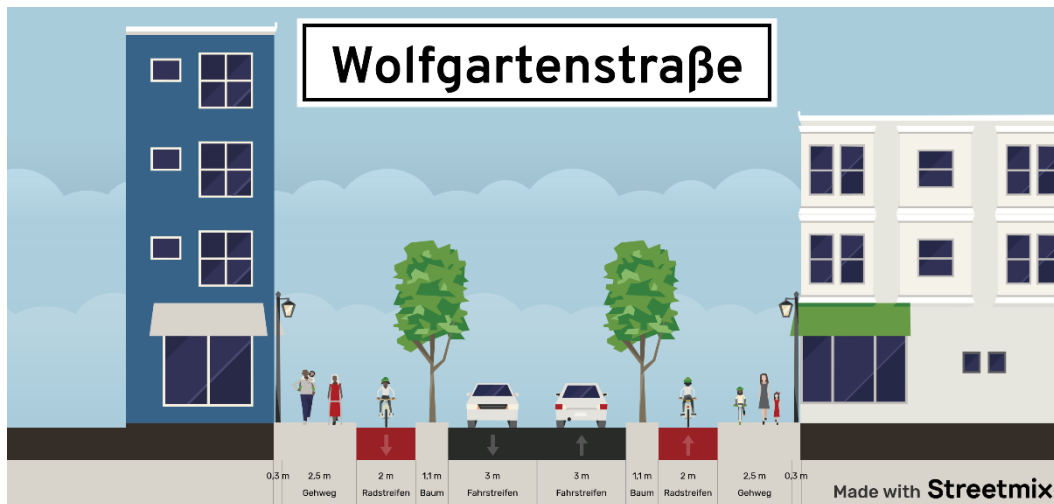 Wolfgartenstraße
0,3 m 2,5 m 2 m 1,1 m 3 m 3 m 1,1 m 2 m 2,5 m 0,3 m
Gehweg Radstreifen Baum Fahrstreifen Fahrstreifen Baum Radstreifen Gehweg
Made with Streetmix